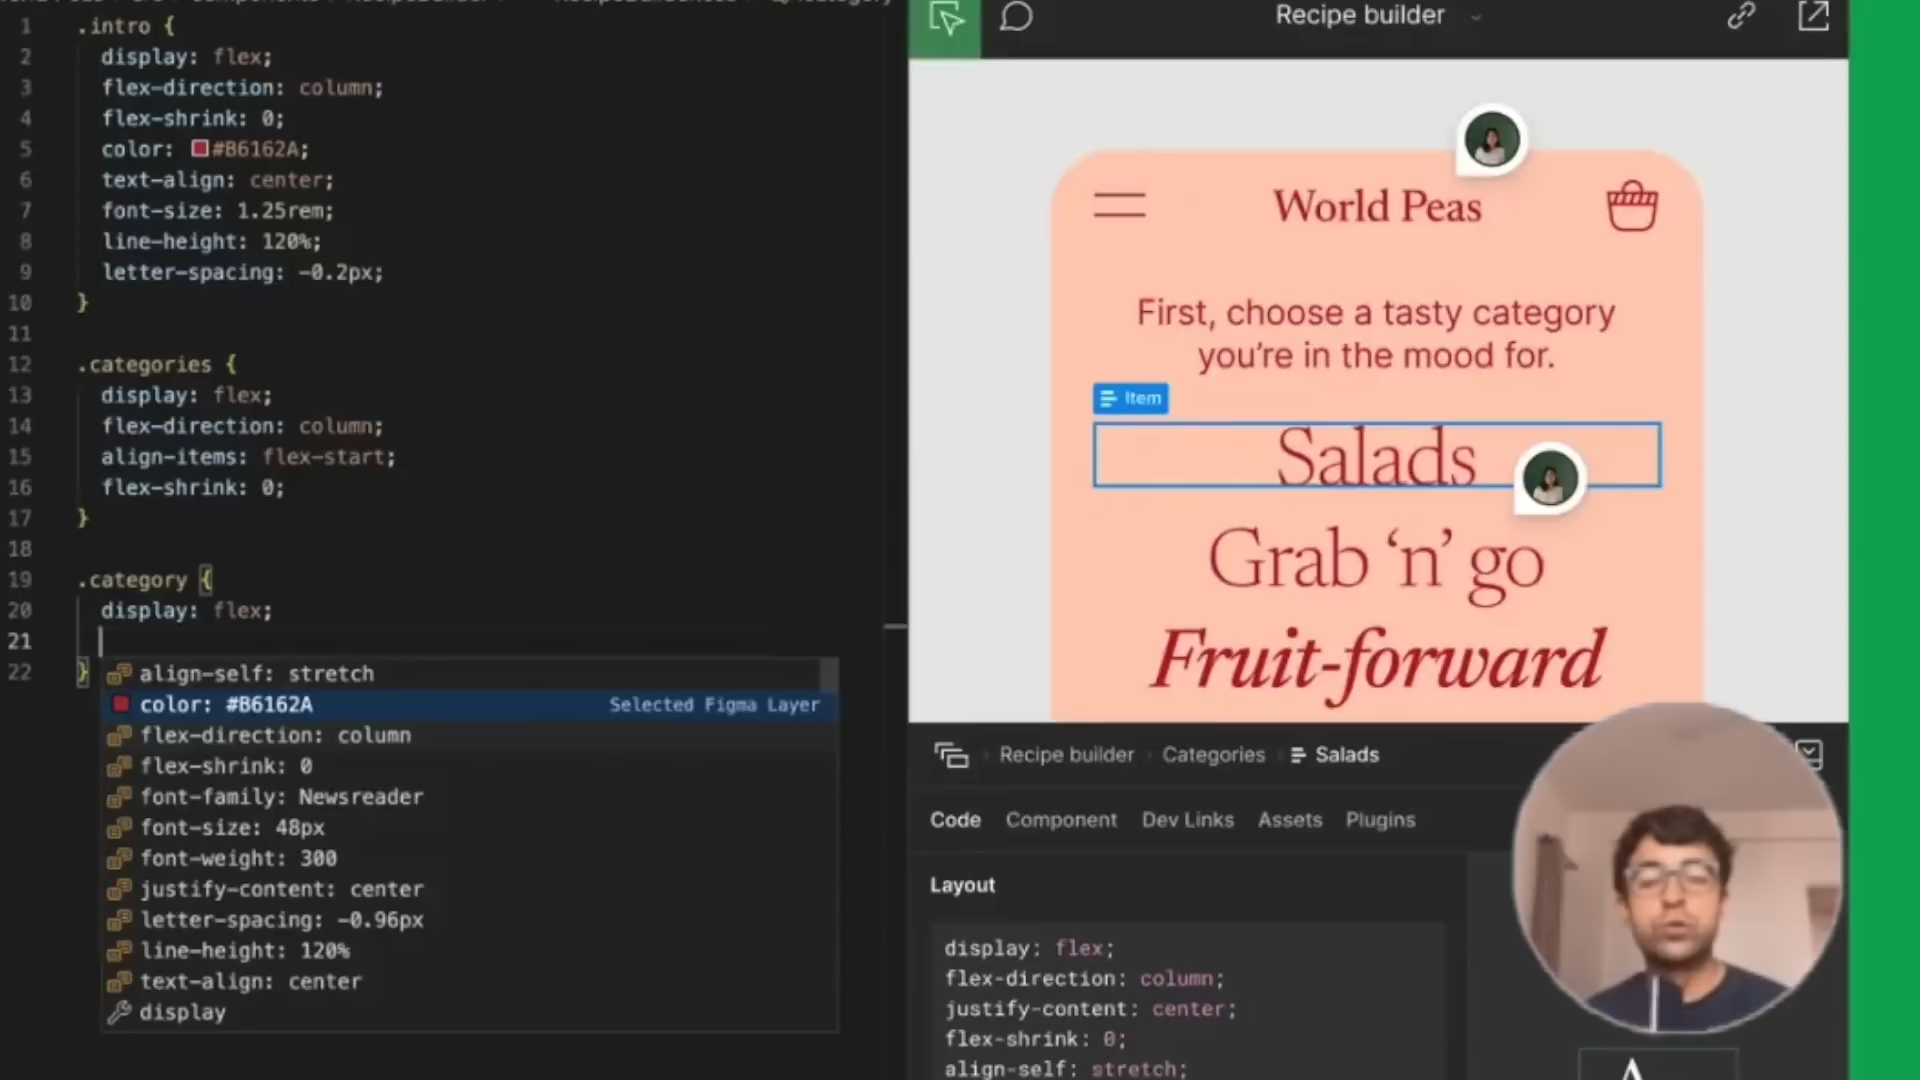 1 .intro {
2 display: flex;
3 flex-direction: column;
4 flex-shrink: 0;
5 color: #B6162A;
6 text-align: center;
7 font-size: 1.25rem;
8 line-height: 120%;
9 letter-spacing: -0.2px;
10 }
11
12 .categories {
13 display: flex;
14 flex-direction: column;
15 align-items: flex-start;
16 flex-shrink: 0;
17 }
18
19 .category {
20 display: flex;
21
22 }
align-self: stretch
color: #B6162A Selected Figma Layer
flex-direction: column
flex-shrink: 0
font-family: Newsreader
font-size: 48px
font-weight: 300
justify-content: center
letter-spacing: -0.96px
line-height: 120%
text-align: center
display
Recipe builder
World Peas
First, choose a tasty category
you’re in the mood for.
Item
Salads
Grab ‘n’ go
Fruit-forward
Recipe builder Categories Salads
Code Component Dev Links Assets Plugins
Layout
display: flex;
flex-direction: column;
justify-content: center;
flex-shrink: 0;
align-self: stretch;